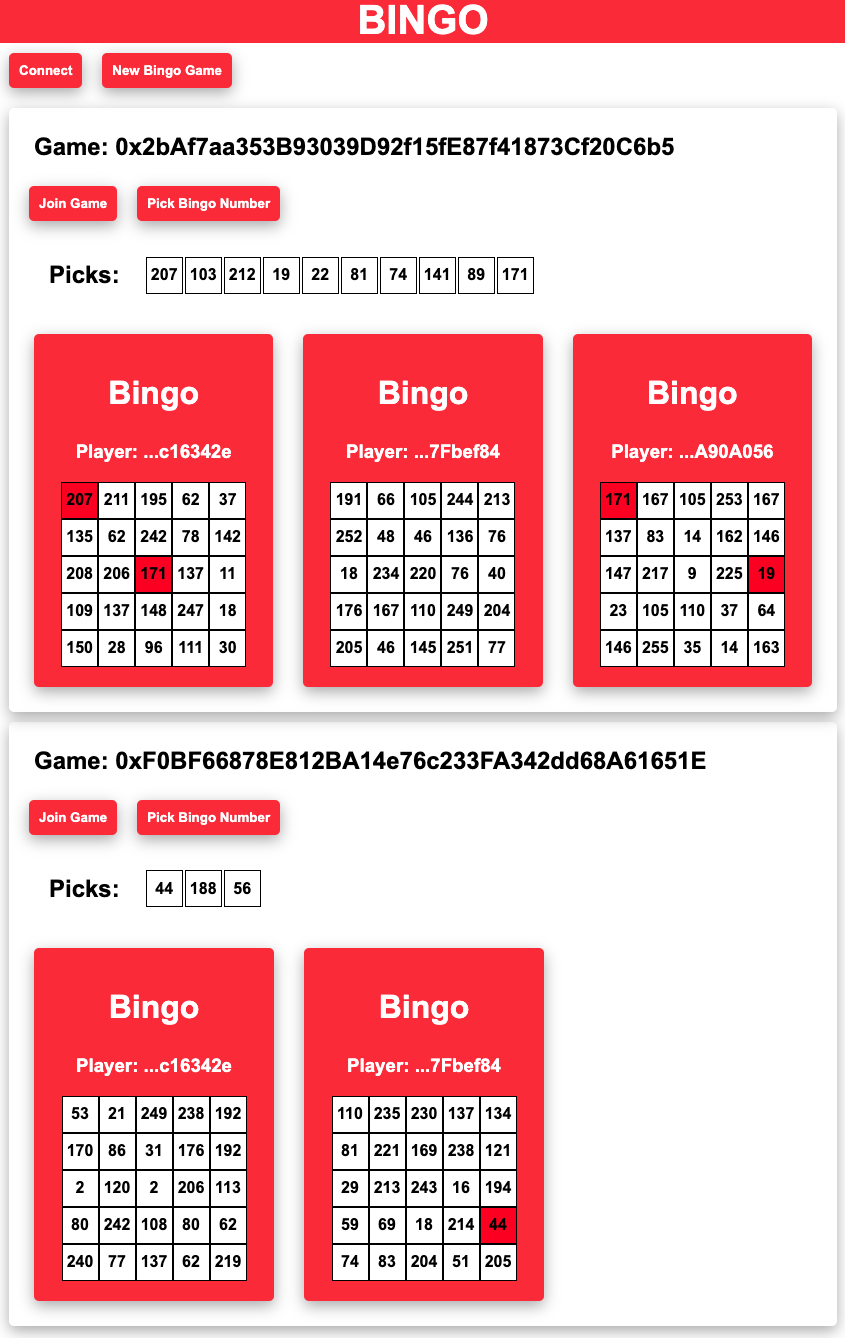 BINGO
Connect New Bingo Game
Game: 0x2bAf7aa353B93039D92f15fE87f41873Cf20C6b5
Join Game Pick Bingo Number
Picks: 207 103 212 19 22 81 74 141 89 171
Bingo
Player: ...c16342e
207 211 195 62 37
135 62 242 78 142
208 206 171 137 11
109 137 148 247 18
150 28 96 111 30
Bingo
Player: ...7Fbef84
191 66 105 244 213
252 48 46 136 76
18 234 220 76 40
176 167 110 249 204
205 46 145 251 77
Bingo
Player: ...A90A056
171 167 105 253 167
137 83 14 162 146
147 217 9 225 19
23 105 110 37 64
146 255 35 14 163
Game: 0xF0BF66878E812BA14e76c233FA342dd68A61651E
Join Game Pick Bingo Number
Picks: 44 188 56
Bingo
Player: ...c16342e
53 21 249 238 192
170 86 31 176 192
2 120 2 206 113
80 242 108 80 62
240 77 137 62 219
Bingo
Player: ...7Fbef84
110 235 230 137 134
81 221 169 238 121
29 213 243 16 194
59 69 18 214 44
74 83 204 51 205